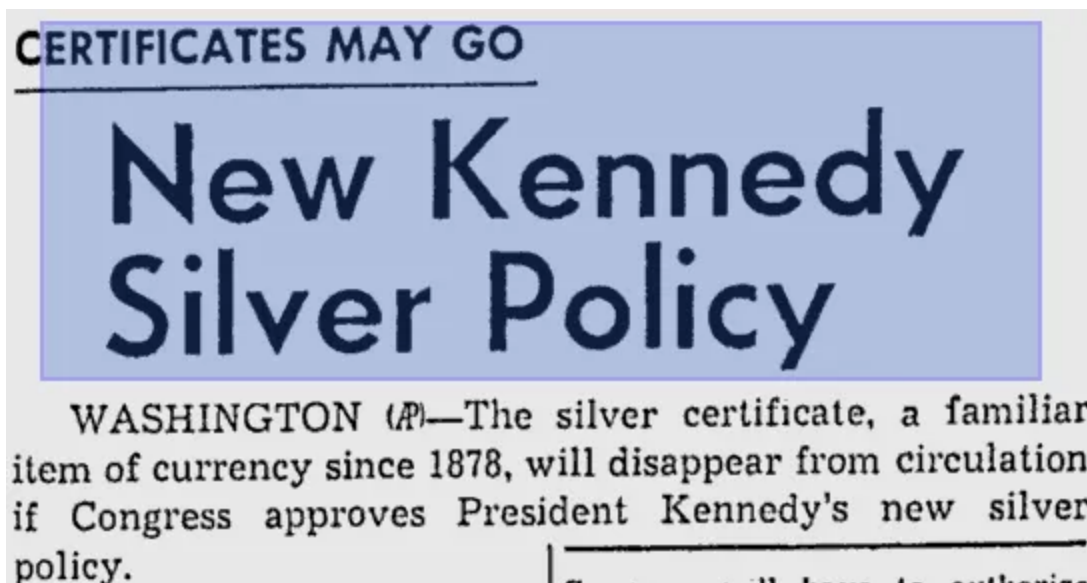 CERTIFICATES MAY GO
New Kennedy
Silver Policy
WASHINGTON (AP)—The silver certificate, a familiar
item of currency since 1878, will disappear from circulation
if Congress approves President Kennedy's new silver
policy.